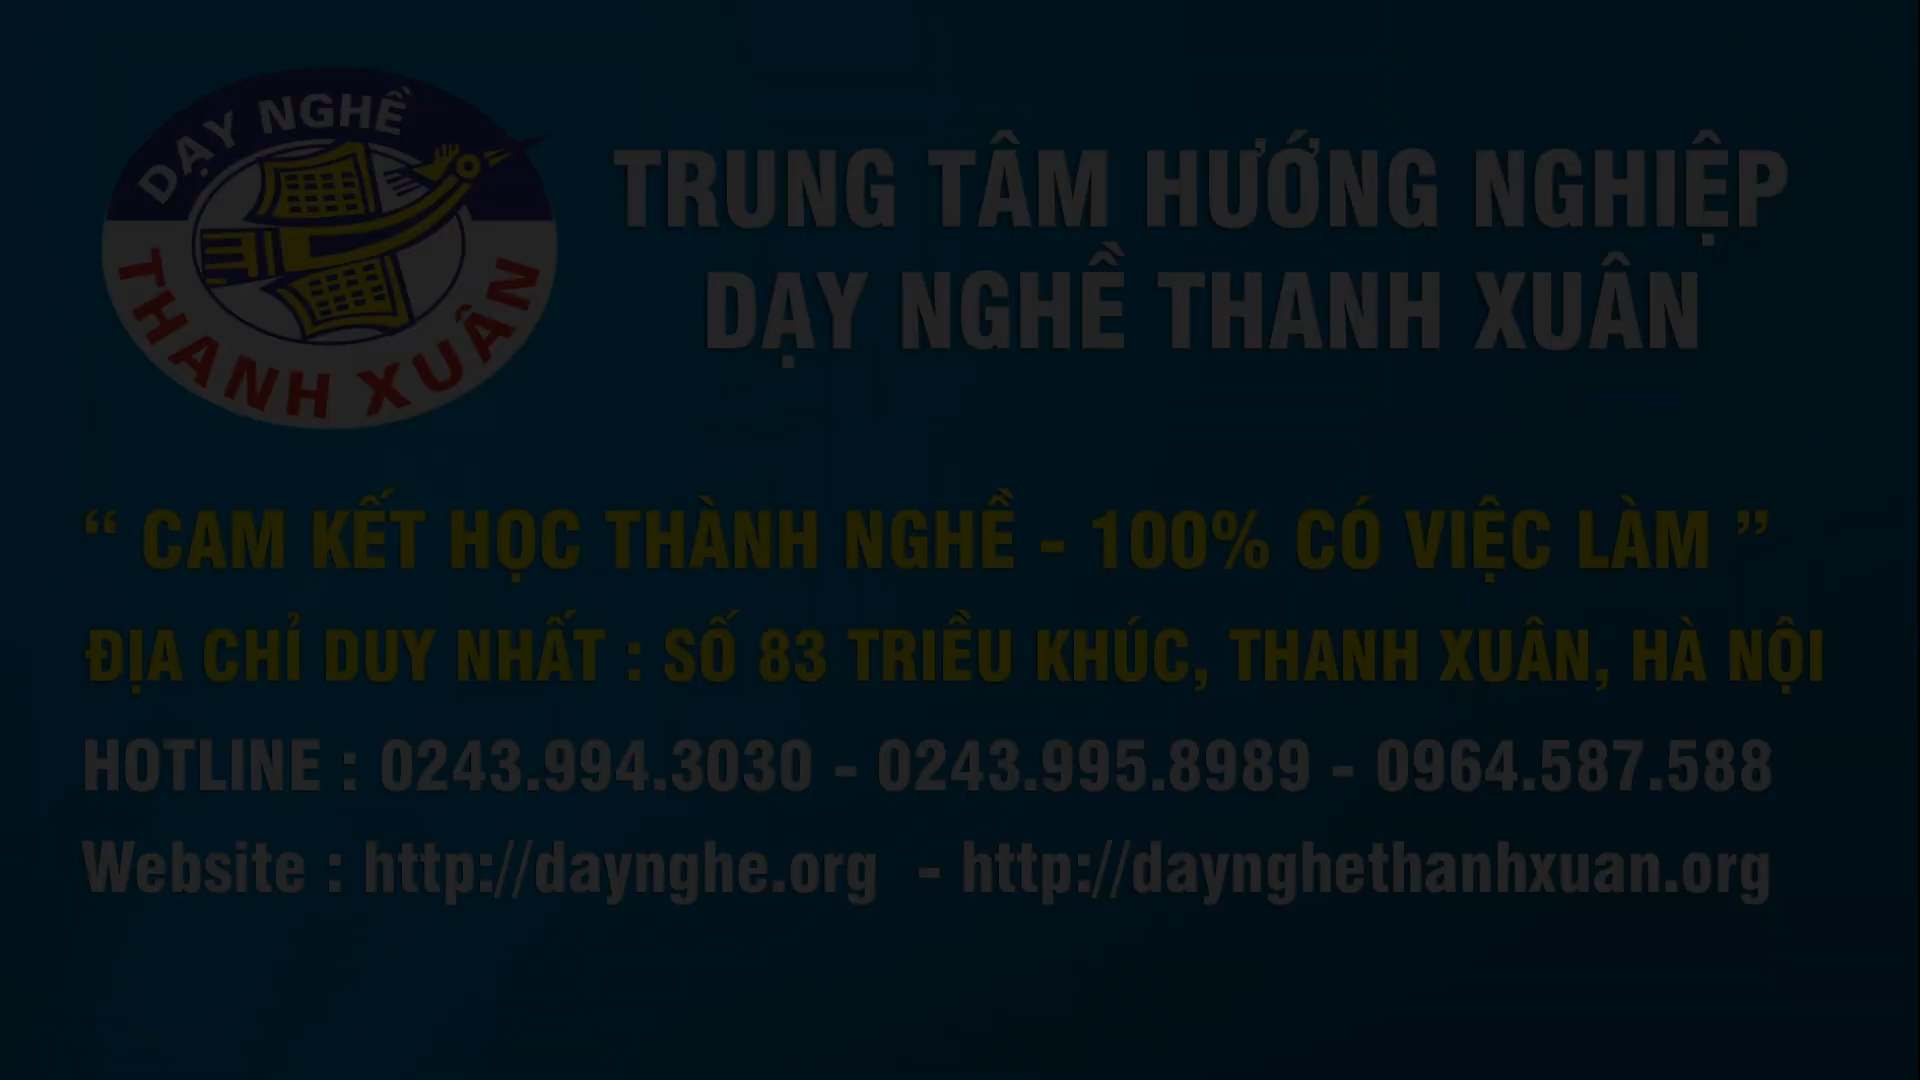 DẠY NGHỀ
THANH XUÂN
TRUNG TÂM HƯỚNG NGHIỆP
DẠY NGHỀ THANH XUÂN
“ CAM KẾT HỌC THÀNH NGHỀ - 100% CÓ VIỆC LÀM ”
ĐỊA CHỈ DUY NHẤT : SỐ 83 TRIỀU KHÚC, THANH XUÂN, HÀ NỘI
HOTLINE : 0243.994.3030 - 0243.995.8989 - 0964.587.588
Website : http://daynghe.org - http://daynghethanhxuan.org